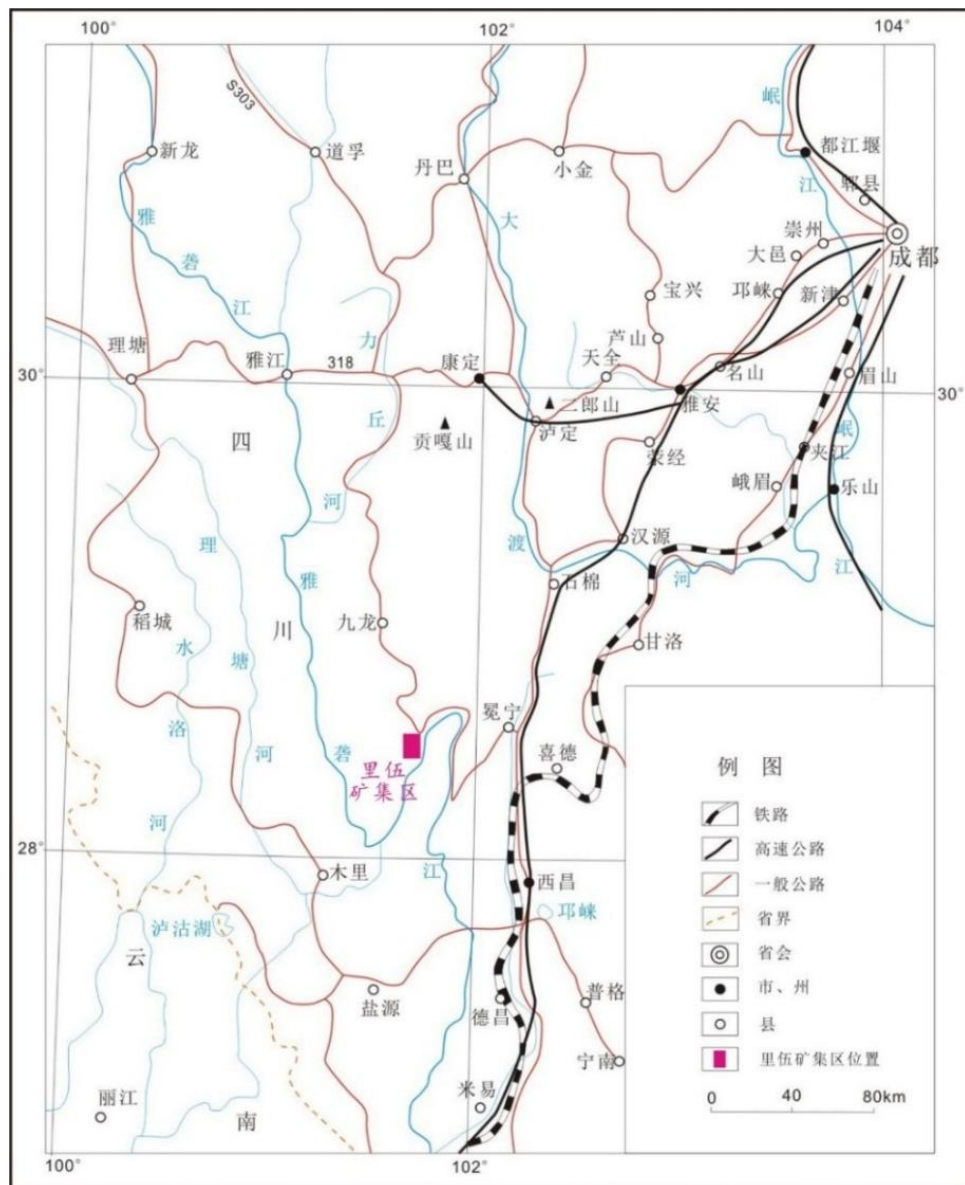 100°
102°
104°
S303
新龙
道孚
丹巴
小金
岷
都江堰
江
郫县
雅
砻
江
大
崇州
大邑
成都
邛崃
新津
宝兴
力
芦山
理塘
雅江
318
康定
天全
名山
眉山
30°
30°
二郎山
雅安
四
丘
贡嘎山
泸定
荥经
岷
夹江
峨眉
乐山
河
理
渡
汉源
河
江
雅
石棉
稻城
川
九龙
水
塘
甘洛
洛
冕宁
河
砻
里伍
矿集区
喜德
河
28°
木里
江
西昌
泸沽湖
邛崃
云
盐源
德昌
普格
宁南
丽江
南
米易
100°
102°
例 图
铁路
高速公路
一般公路
省界
省会
市、州
县
里伍矿集区位置
0 40 80km